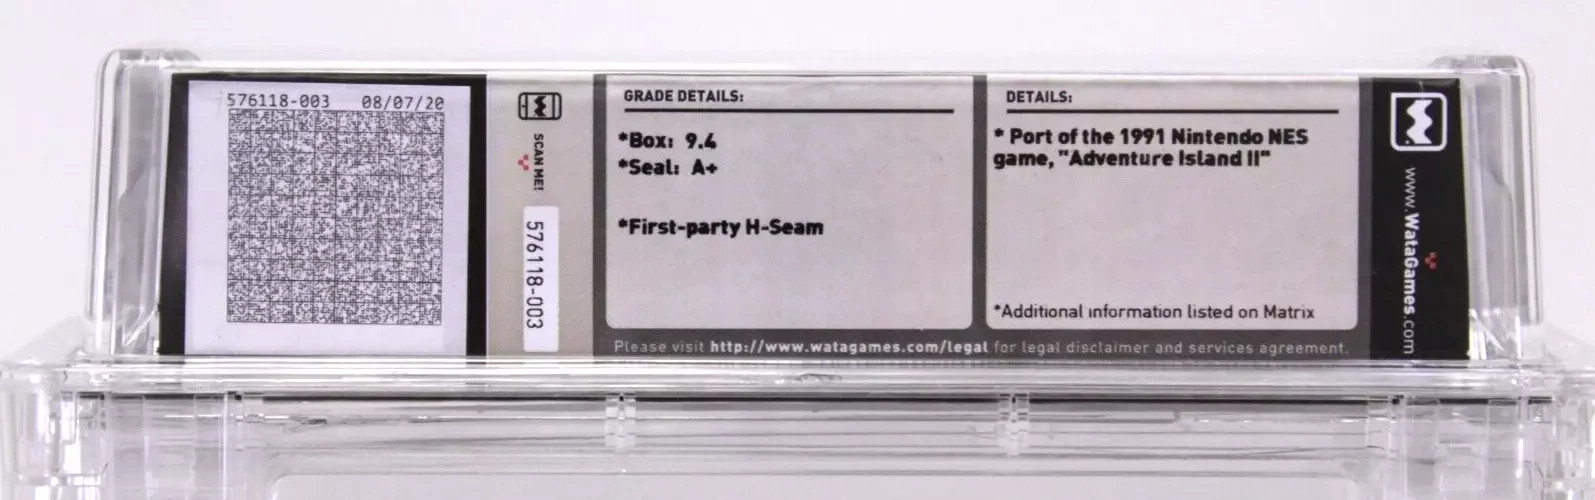 576118-003 08/07/20
SCAN ME!
576118-003
GRADE DETAILS:
*Box: 9.4
*Seal: A+
*First-party H-Seam
DETAILS:
* Port of the 1991 Nintendo NES
game, "Adventure Island II"
*Additional information listed on Matrix
Please visit http://www.watagames.com/legal for legal disclaimer and services agreement.
www.WataGames.com